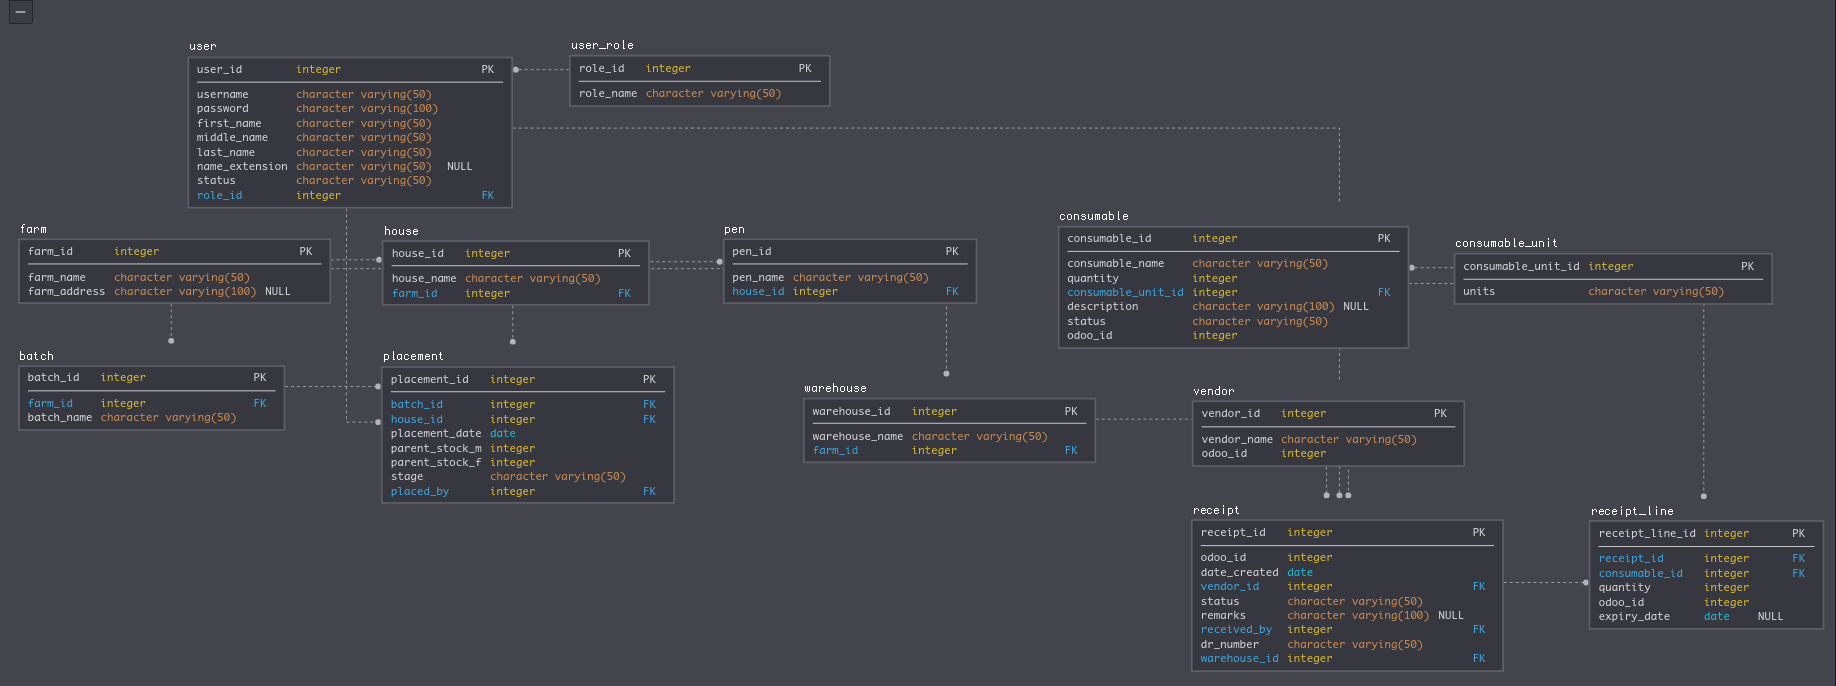 user
user_id integer PK
username character varying(50)
password character varying(100)
first_name character varying(50)
middle_name character varying(50)
last_name character varying(50)
name_extension character varying(50) NULL
status character varying(50)
role_id integer FK
user_role
role_id integer PK
role_name character varying(50)
farm
farm_id integer PK
farm_name character varying(50)
farm_address character varying(100) NULL
house
house_id integer PK
house_name character varying(50)
farm_id integer FK
pen
pen_id integer PK
pen_name character varying(50)
house_id integer FK
consumable
consumable_id integer PK
consumable_name character varying(50)
quantity integer
consumable_unit_id integer FK
description character varying(100) NULL
status character varying(50)
odoo_id integer
consumable_unit
consumable_unit_id integer PK
units character varying(50)
batch
batch_id integer PK
farm_id integer FK
batch_name character varying(50)
placement
placement_id integer PK
batch_id integer FK
house_id integer FK
placement_date date
parent_stock_m integer
parent_stock_f integer
stage character varying(50)
placed_by integer FK
warehouse
warehouse_id integer PK
warehouse_name character varying(50)
farm_id integer FK
vendor
vendor_id integer PK
vendor_name character varying(50)
odoo_id integer
receipt
receipt_id integer PK
odoo_id integer
date_created date
vendor_id integer FK
status character varying(50)
remarks character varying(100) NULL
received_by integer FK
dr_number character varying(50)
warehouse_id integer FK
receipt_line
receipt_line_id integer PK
receipt_id integer FK
consumable_id integer FK
quantity integer
odoo_id integer
expiry_date date NULL